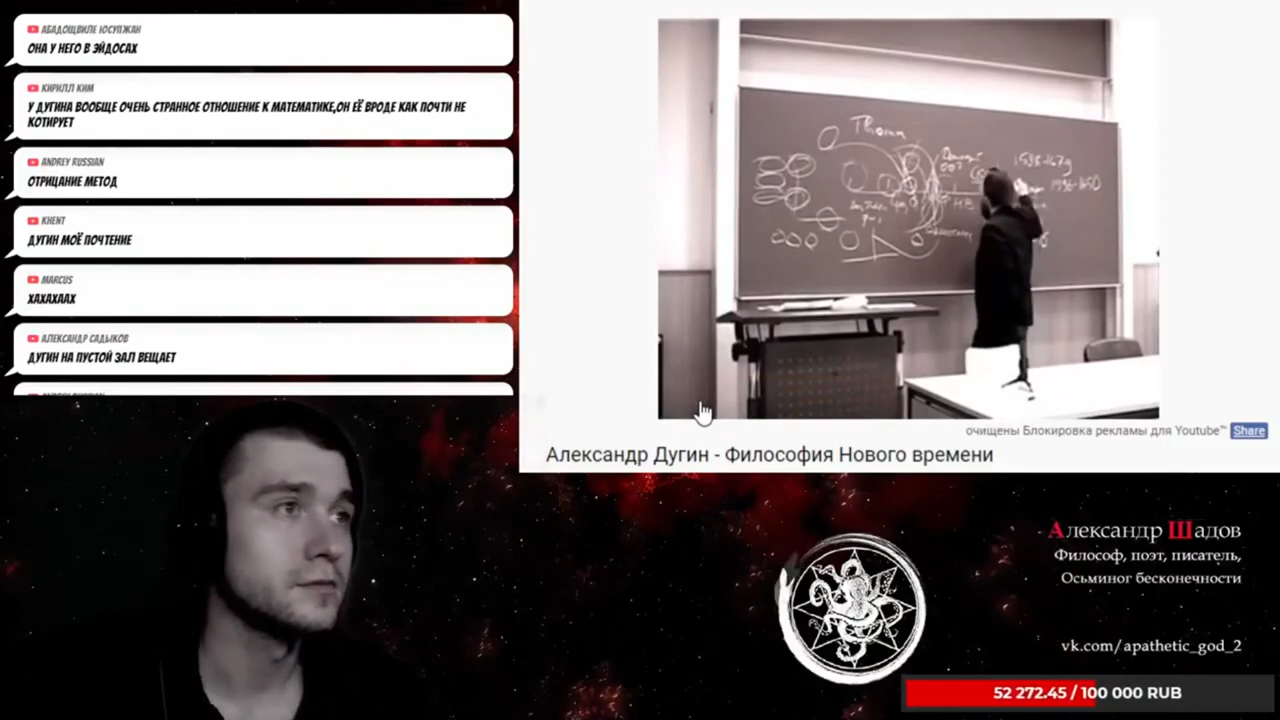 АБАДОЩВИЛЕ ЮСУПЖАН
ОНА У НЕГО В ЭЙДОСАХ
КИРИЛЛ КИМ
У ДУГИНА ВООБЩЕ ОЧЕНЬ СТРАННОЕ ОТНОШЕНИЕ К МАТЕМАТИКЕ,ОН ЕЁ ВРОДЕ КАК ПОЧТИ НЕ
КОТИРУЕТ
ANDREY RUSSIAN
ОТРИЦАНИЕ МЕТОД
KHENT
ДУГИН МОЁ ПОЧТЕНИЕ
MARCUS
ХАХАХААХ
АЛЕКСАНДР САДЫКОВ
ДУГИН НА ПУСТОЙ ЗАЛ ВЕЩАЕТ
1596-1650
очищены Блокировка рекламы для Youtube™ Share
Александр Дугин - Философия Нового времени
Александр Шадов
Философ, поэт, писатель,
Осьминог бесконечности
vk.com/apathetic_god_2
52 272.45 / 100 000 RUB